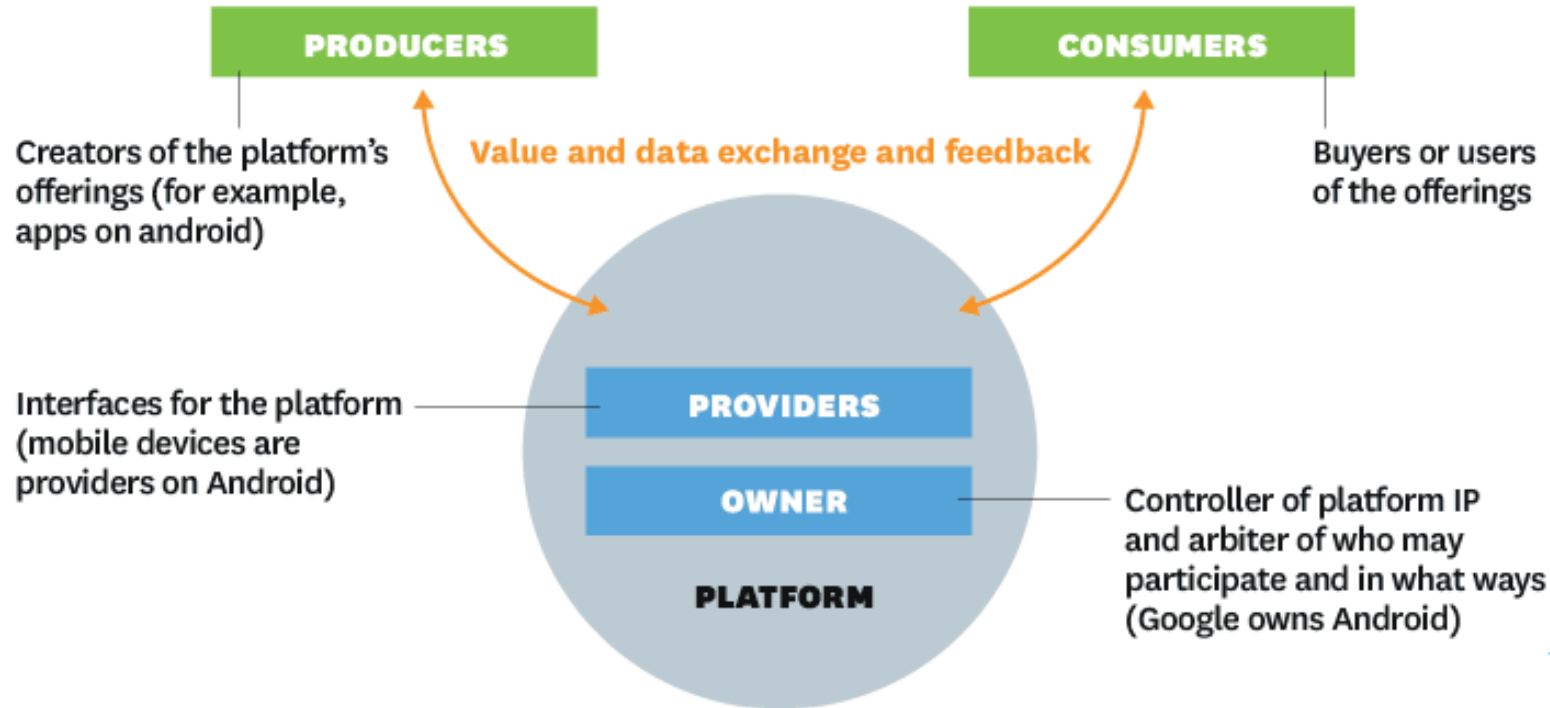 PRODUCERS
CONSUMERS
Creators of the platform’s
offerings (for example,
apps on android)
Value and data exchange and feedback
Buyers or users
of the offerings
Interfaces for the platform
(mobile devices are
providers on Android)
PROVIDERS
OWNER
Controller of platform IP
and arbiter of who may
participate and in what ways
(Google owns Android)
PLATFORM